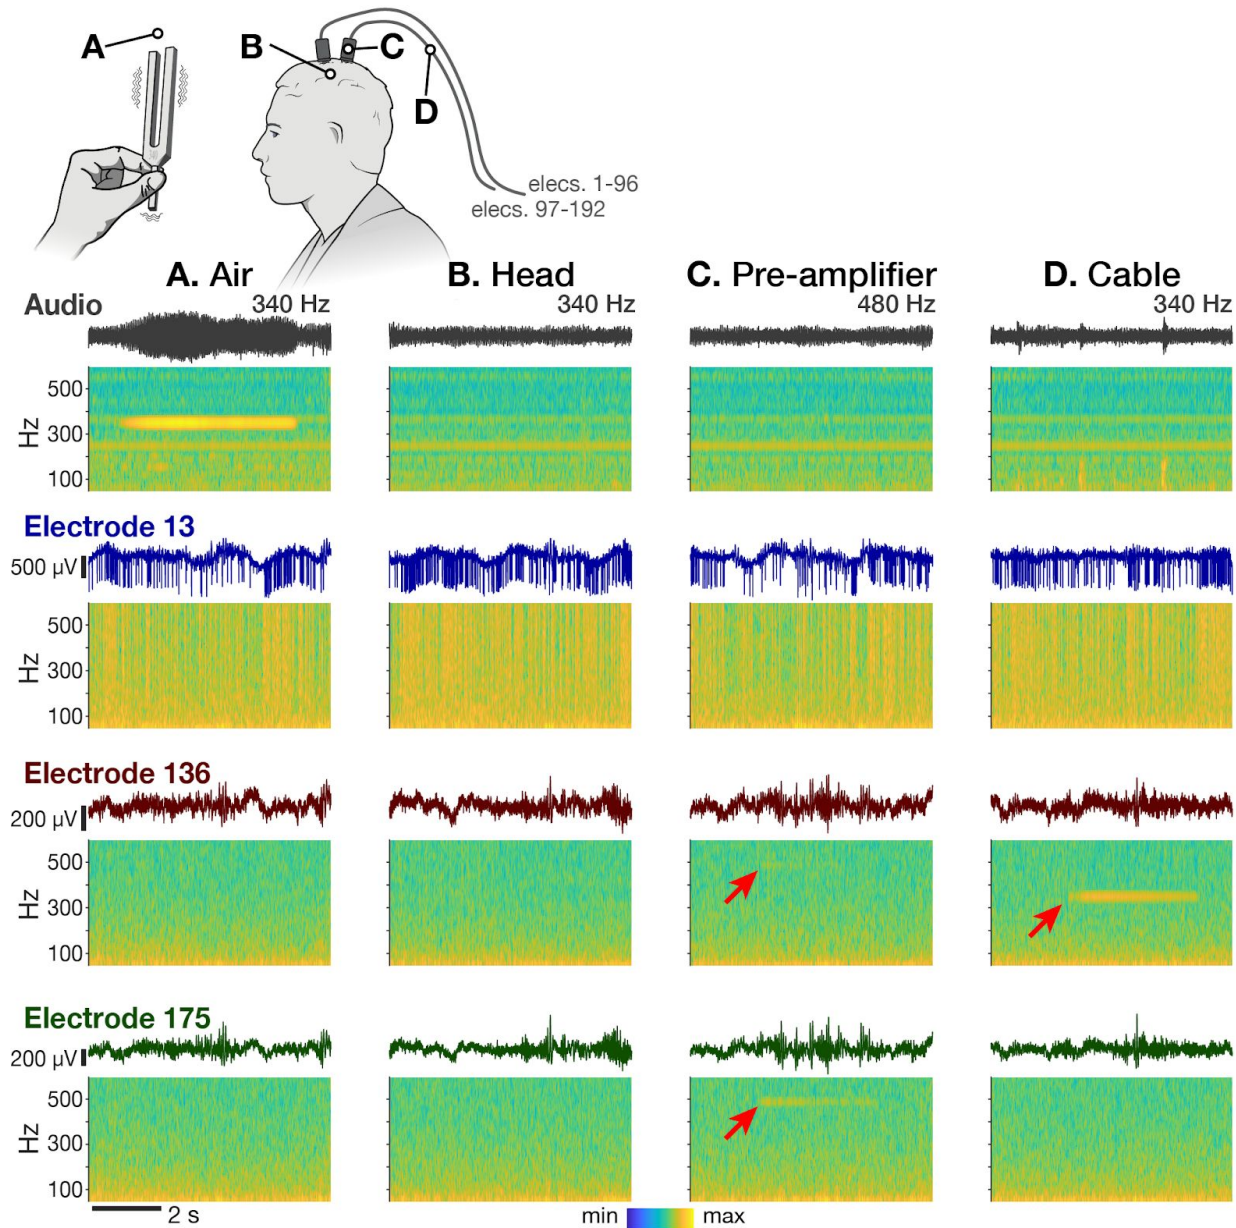 A
B
C
D
elecs. 1-96
elecs. 97-192
A. Air
B. Head
C. Pre-amplifier
D. Cable
Audio
340 Hz
340 Hz
480 Hz
340 Hz
Hz
500
300
100
Electrode 13
500 µV
Hz
500
300
100
Electrode 136
200 µV
Hz
500
300
100
Electrode 175
200 µV
Hz
500
300
100
2 s
min
max